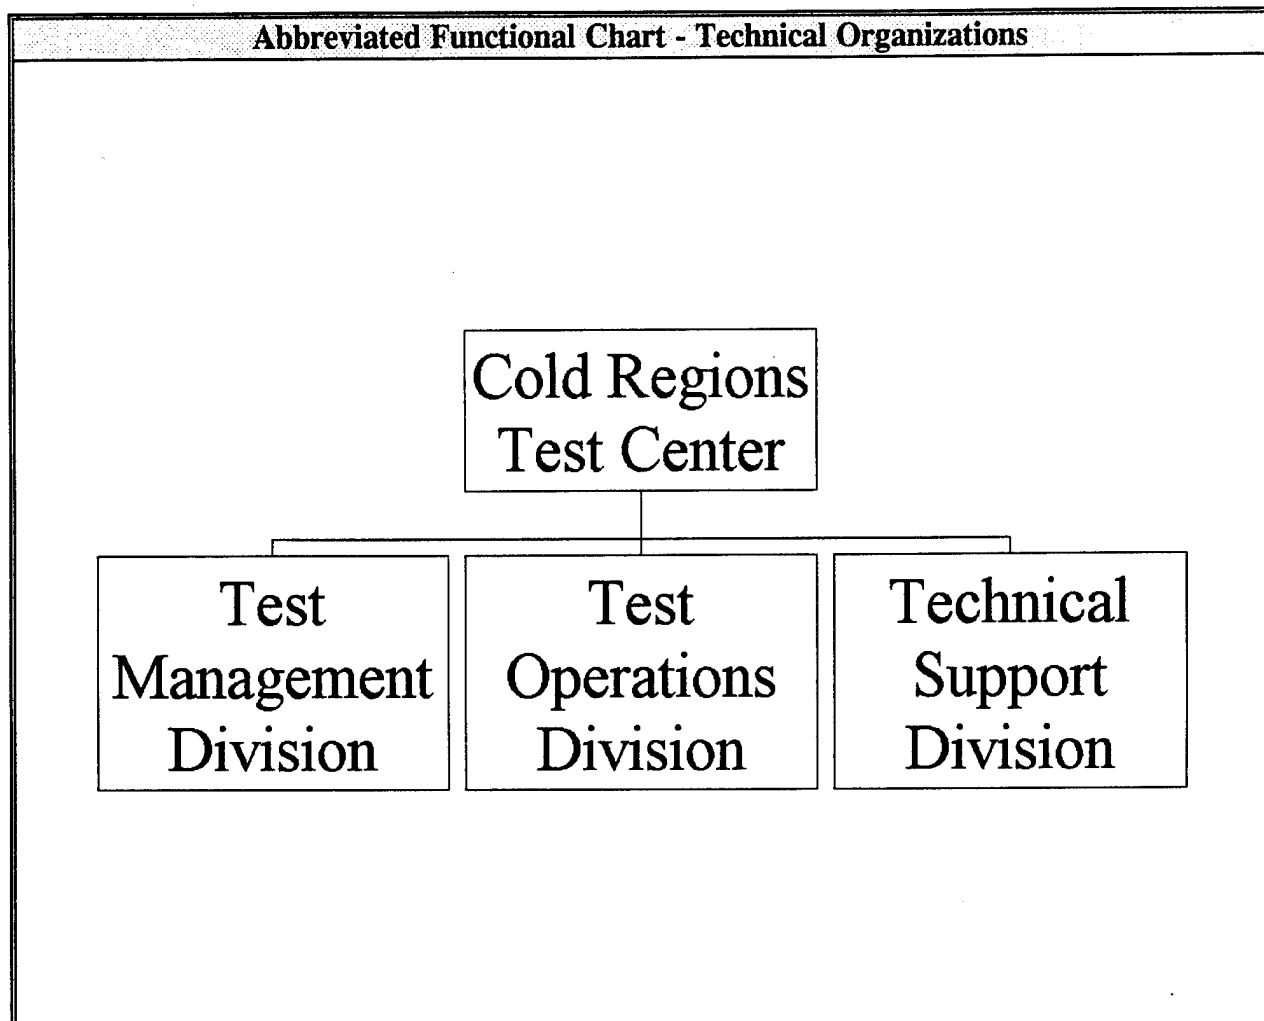 Abbreviated Functional Chart - Technical Organizations
Cold Regions
Test Center
Test
Management
Division
Test
Operations
Division
Technical
Support
Division